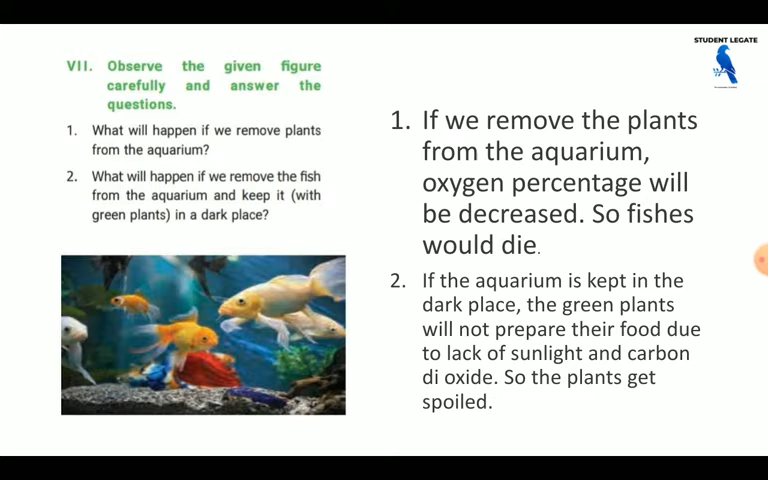 STUDENT LEGATE
VII. Observe the given figure
carefully and answer the
questions.
1. What will happen if we remove plants
from the aquarium?
2. What will happen if we remove the fish
from the aquarium and keep it (with
green plants) in a dark place?
1. If we remove the plants
from the aquarium,
oxygen percentage will
be decreased. So fishes
would die.
2. If the aquarium is kept in the
dark place, the green plants
will not prepare their food due
to lack of sunlight and carbon
di oxide. So the plants get
spoiled.